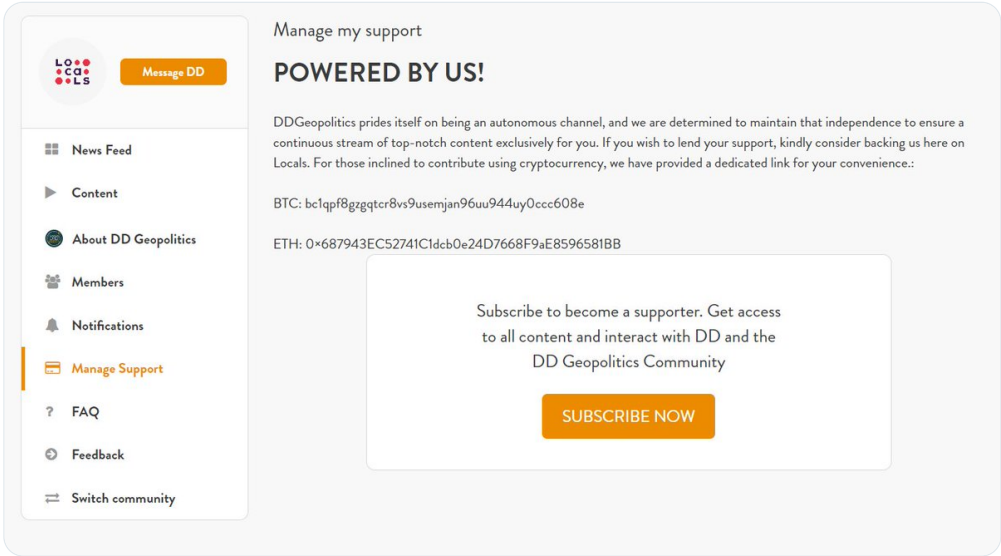 LOCALS
Message DD
News Feed
Content
About DD Geopolitics
Members
Notifications
Manage Support
? FAQ
Feedback
Switch community
Manage my support
POWERED BY US!
DDGeopolitics prides itself on being an autonomous channel, and we are determined to maintain that independence to ensure a
continuous stream of top-notch content exclusively for you. If you wish to lend your support, kindly consider backing us here on
Locals. For those inclined to contribute using cryptocurrency, we have provided a dedicated link for your convenience.:
BTC: bc1qpf8gzgqtcr8vs9usemjan96uu944uy0ccc608e
ETH: 0×687943EC52741C1dcb0e24D7668F9aE8596581BB
Subscribe to become a supporter. Get access
to all content and interact with DD and the
DD Geopolitics Community
SUBSCRIBE NOW